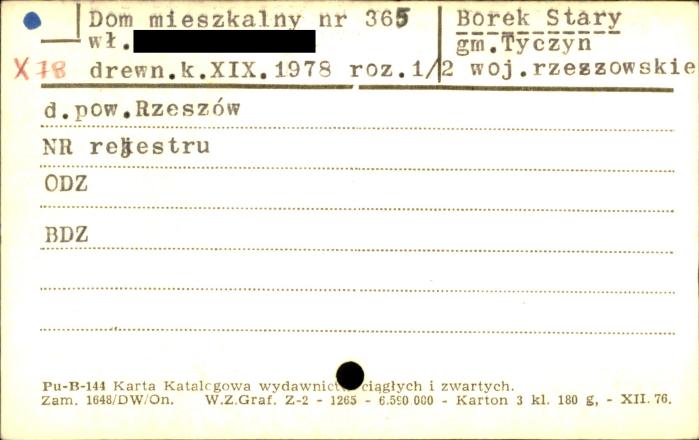 Dom mieszkalny nr 365
Borek Stary
wł.
gm.Tyczyn
X 78 drewn.k.XIX.1978 roz.1/2 woj.rzeszowskie
d.pow.Rzeszów
NR rejestru
ODZ
BDZ
Pu-B-144 Karta Katalogowa wydawnictw ciągłych i zwartych.
Zam. 1648/DW/On. W.Z.Graf. Z-2 - 1265 - 6.590 000 - Karton 3 kl. 180 g, - XII. 76.